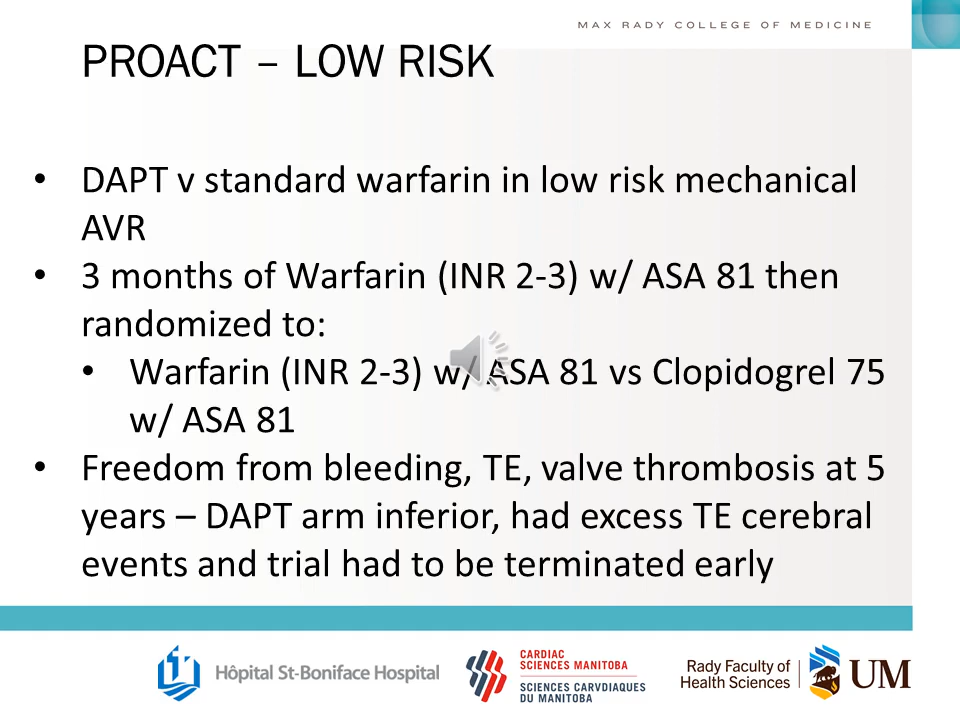 MAX RADY COLLEGE OF MEDICINE
PROACT – LOW RISK
• DAPT v standard warfarin in low risk mechanical
AVR
• 3 months of Warfarin (INR 2-3) w/ ASA 81 then
randomized to:
• Warfarin (INR 2-3) w/ ASA 81 vs Clopidogrel 75
w/ ASA 81
• Freedom from bleeding, TE, valve thrombosis at 5
years – DAPT arm inferior, had excess TE cerebral
events and trial had to be terminated early
Hôpital St-Boniface Hospital
CARDIAC
SCIENCES MANITOBA
SCIENCES CARVDIAQUES
DU MANITOBA
Rady Faculty of
Health Sciences
UM